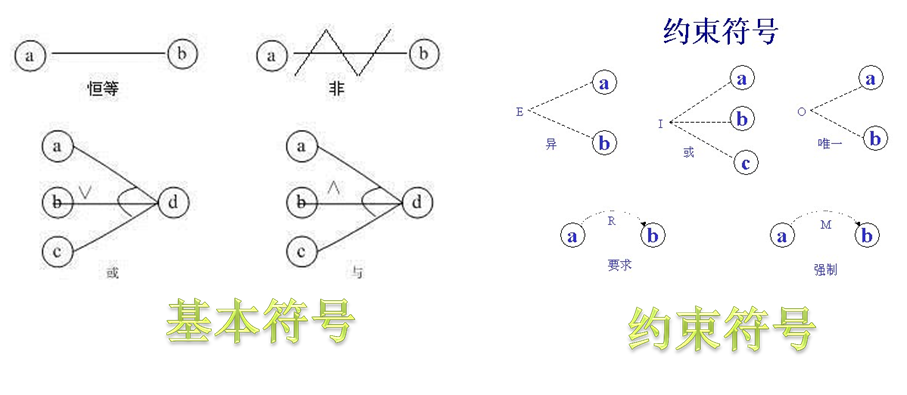 a b
恒等
a b
非
a
b ∨ d
c
或
a
b ∧ d
c
与
基本符号
约束符号
E a
b
异
I a
b
c
或
O a
b
唯一
a R b
要求
a M b
强制
约束符号